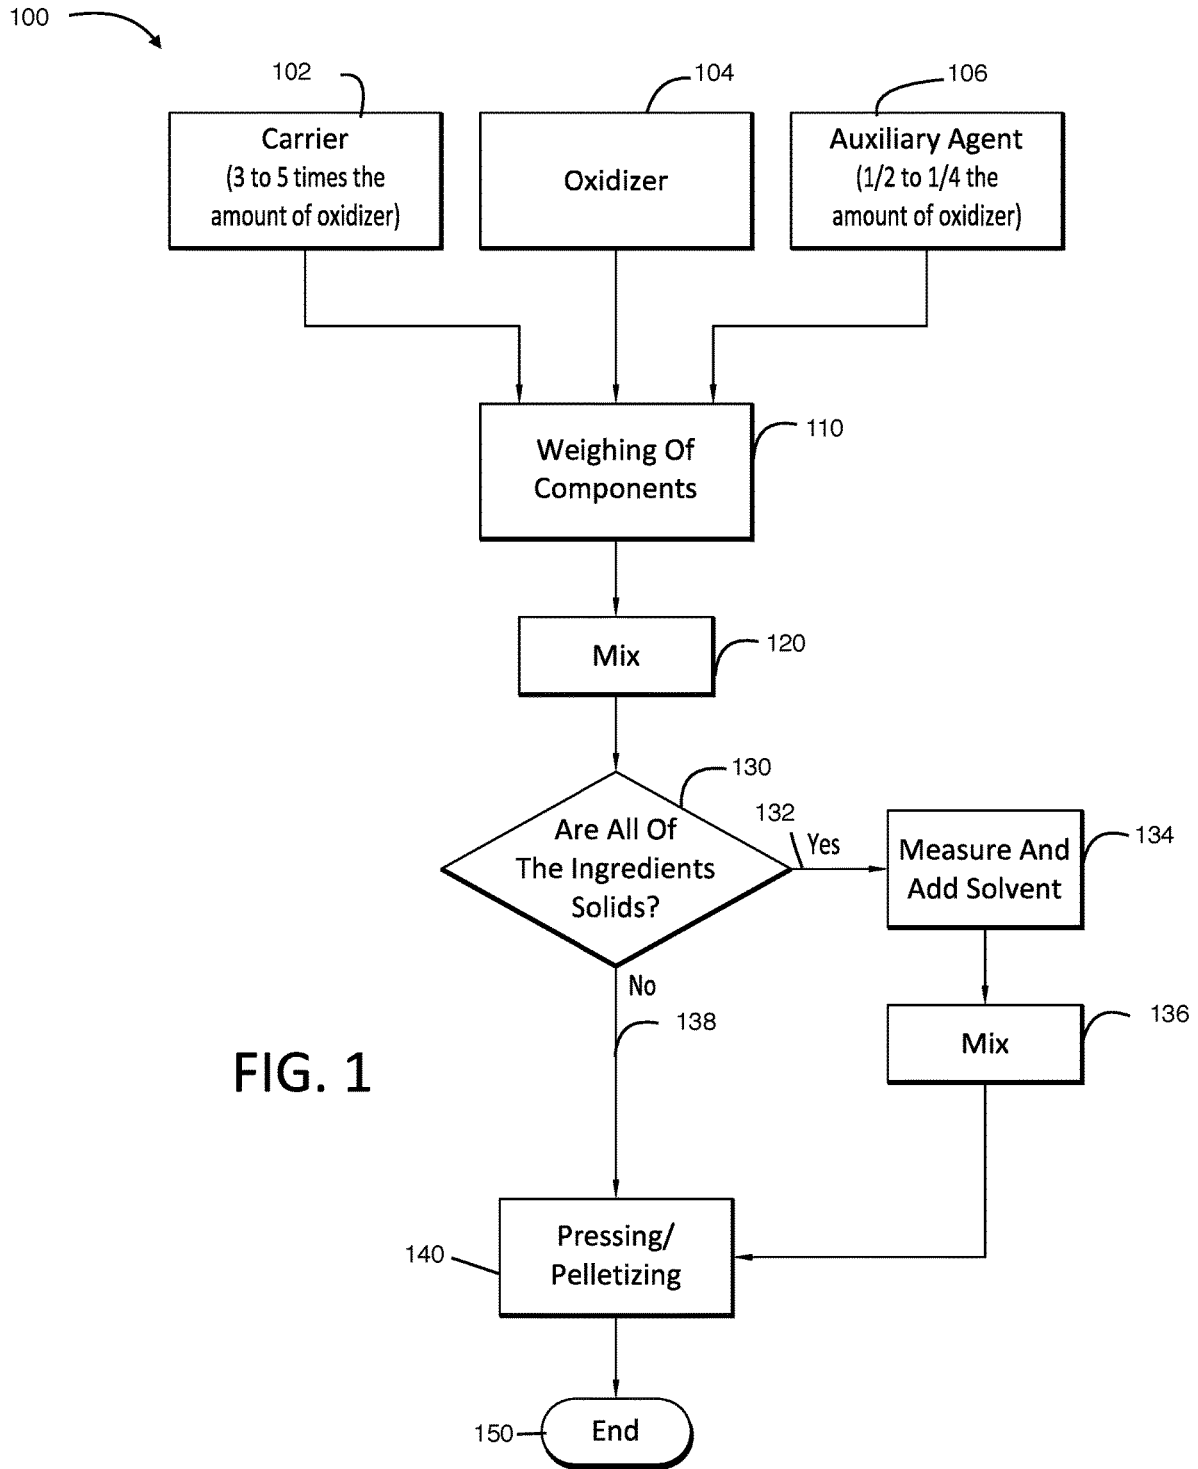 100
102
104
106
Carrier
(3 to 5 times the
amount of oxidizer)
Oxidizer
Auxiliary Agent
(1/2 to 1/4 the
amount of oxidizer)
110
Weighing Of
Components
120
Mix
130
Are All Of
The Ingredients
Solids?
132
Yes
134
Measure And
Add Solvent
No
138
136
Mix
FIG. 1
140
Pressing/
Pelletizing
150
End